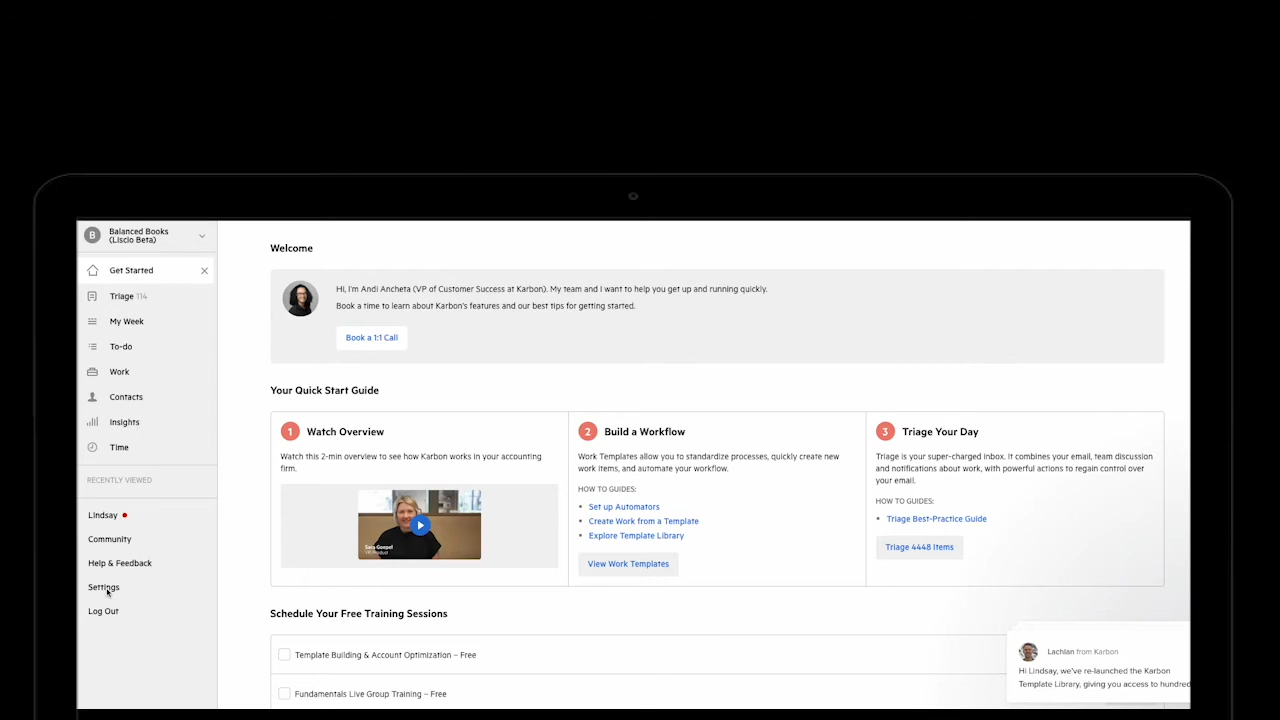 B
Balanced Books
(Liscio Beta)
Get Started
Triage 114
My Week
To-do
Work
Contacts
Insights
Time
RECENTLY VIEWED
Lindsay
Community
Help & Feedback
Settings
Log Out
Welcome
Hi, I'm Andi Ancheta (VP of Customer Success at Karbon). My team and I want to help you get up and running quickly.
Book a time to learn about Karbon's features and our best tips for getting started.
Book a 1:1 Call
Your Quick Start Guide
1 Watch Overview
Watch this 2-min overview to see how Karbon works in your accounting
firm.
Sara Goepel
VP, Product
2 Build a Workflow
Work Templates allow you to standardize processes, quickly create new
work items, and automate your workflow.
HOW TO GUIDES:
• Set up Automators
• Create Work from a Template
• Explore Template Library
View Work Templates
3 Triage Your Day
Triage is your super-charged inbox. It combines your email, team discussion
and notifications about work, with powerful actions to regain control over
your email.
HOW TO GUIDES:
• Triage Best-Practice Guide
Triage 4448 Items
Schedule Your Free Training Sessions
Template Building & Account Optimization – Free
Fundamentals Live Group Training – Free
Lachlan from Karbon
Hi Lindsay, we've re-launched the Karbon
Template Library, giving you access to hundred